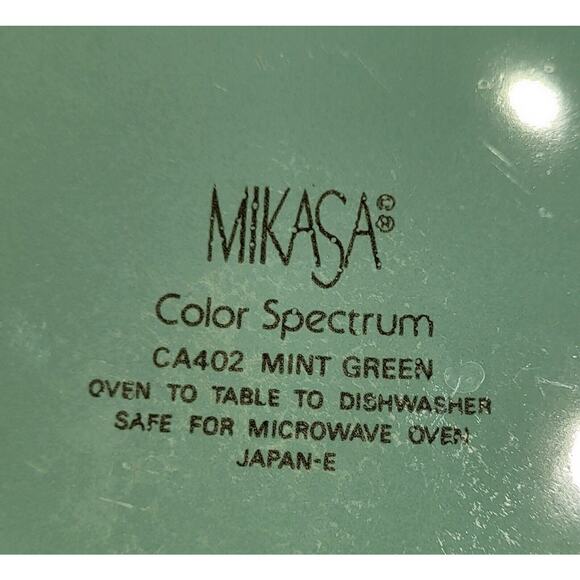 MIKASA©®
Color Spectrum
CA402 MINT GREEN
OVEN TO TABLE TO DISHWASHER
SAFE FOR MICROWAVE OVEN
JAPAN-E